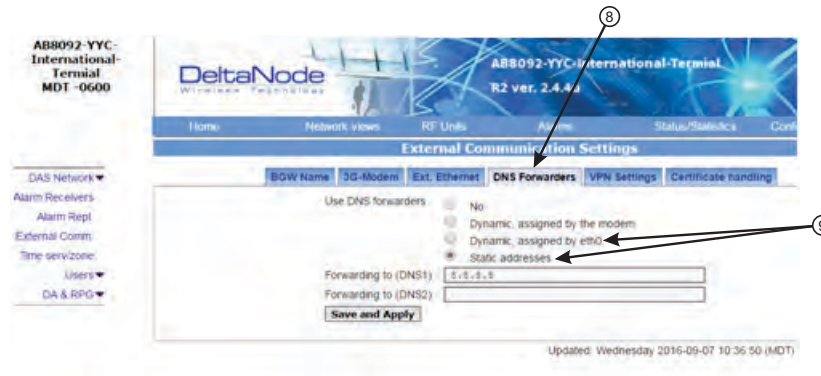 8
AB8092-YYC-
International-
Termial
MDT -0600
DeltaNode
Wireless Technology
AB8092-YYC-International-Termial
R2 ver. 2.4.4u
Home Network views RF Units Alarms Status/Statistics Conf
External Communication Settings
DAS Network
BGW Name 3G-Modem Ext. Ethernet DNS Forwarders VPN Settings Certificate handling
Alarm Receivers
Alarm Repl.
External Comm.
Time serv/zone
Users
DA & RPG
Use DNS forwarders
No
Dynamic, assigned by the modem
Dynamic, assigned by eth0
9
Static addresses
Forwarding to (DNS1)
Forwarding to (DNS2)
Save and Apply
Updated: Wednesday 2016-09-07 10:36:50 (MDT)